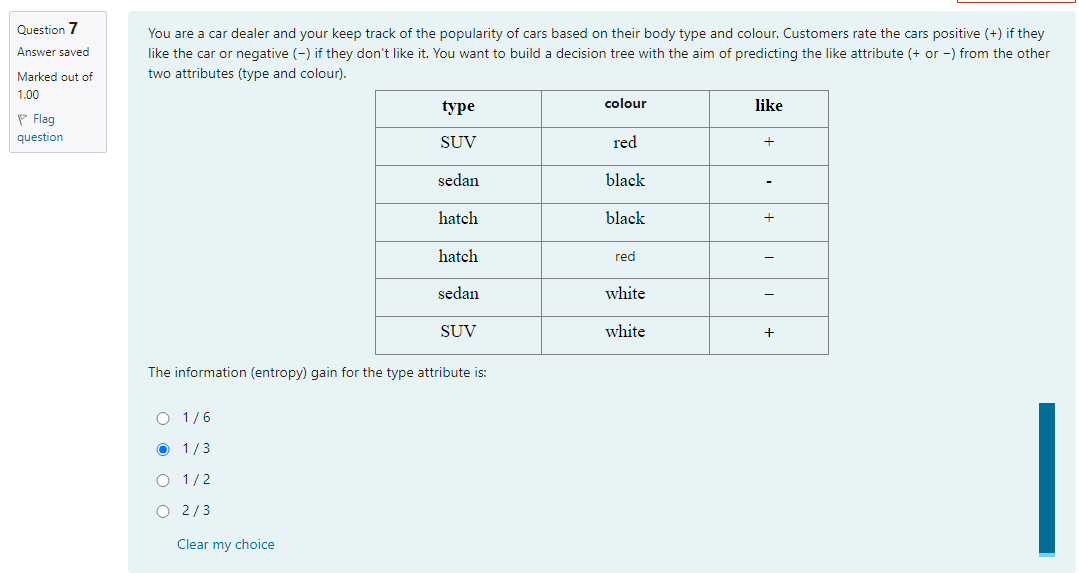 Question 7
Answer saved
Marked out of
1.00
Flag
question
You are a car dealer and your keep track of the popularity of cars based on their body type and colour. Customers rate the cars positive (+) if they
like the car or negative (−) if they don't like it. You want to build a decision tree with the aim of predicting the like attribute (+ or −) from the other
two attributes (type and colour).
type colour like
SUV red +
sedan black -
hatch black +
hatch red −
sedan white −
SUV white +
The information (entropy) gain for the type attribute is:
1 / 6
1 / 3
1 / 2
2 / 3
Clear my choice